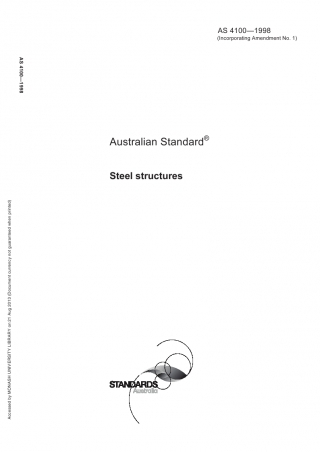 AS 4100—1998
(Incorporating Amendment No. 1)
AS 4100—1998
Australian Standard®
Steel structures
Accessed by MONASH UNIVERSITY LIBRARY on 21 Aug 2013 (Document currency not guaranteed when printed)
STANDARDS
Australia